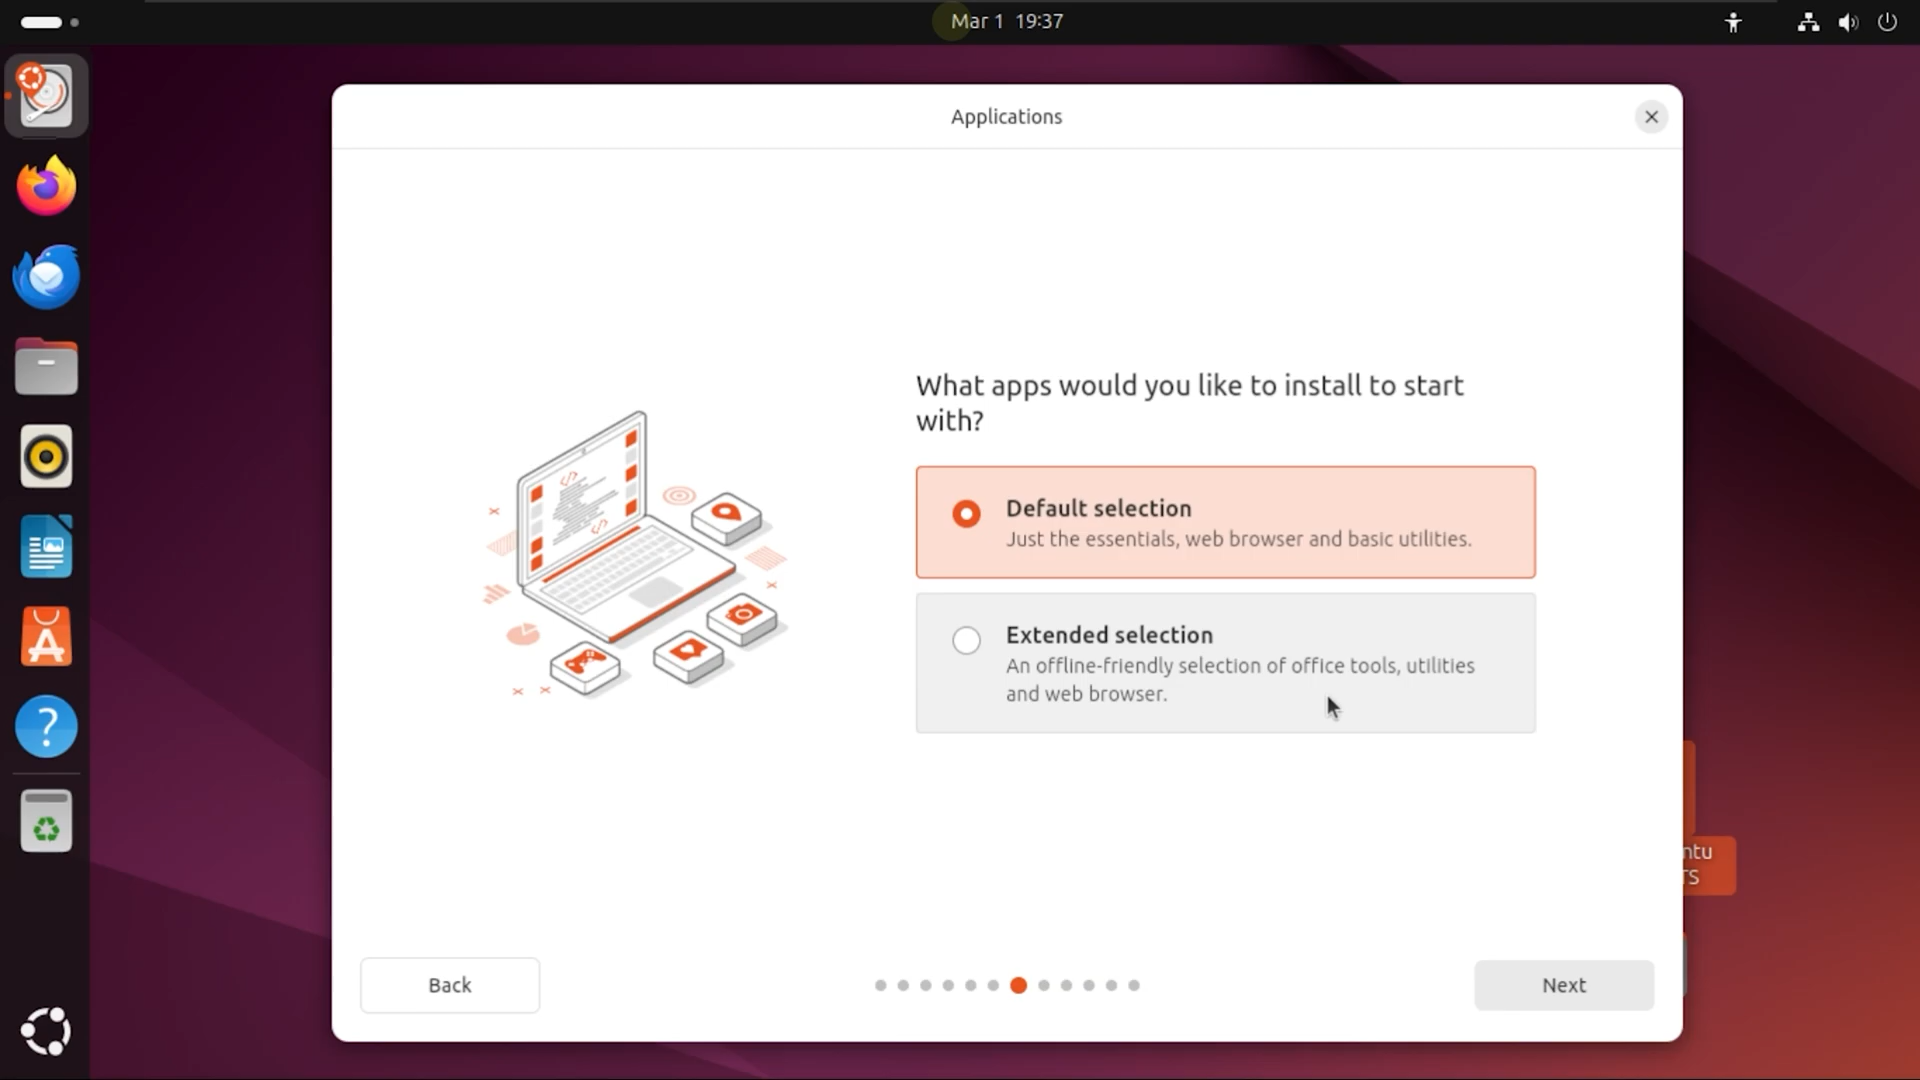 Mar 1 19:37
Applications
What apps would you like to install to start
with?
Default selection
Just the essentials, web browser and basic utilities.
Extended selection
An offline-friendly selection of office tools, utilities
and web browser.
ntu
TS
Back
Next